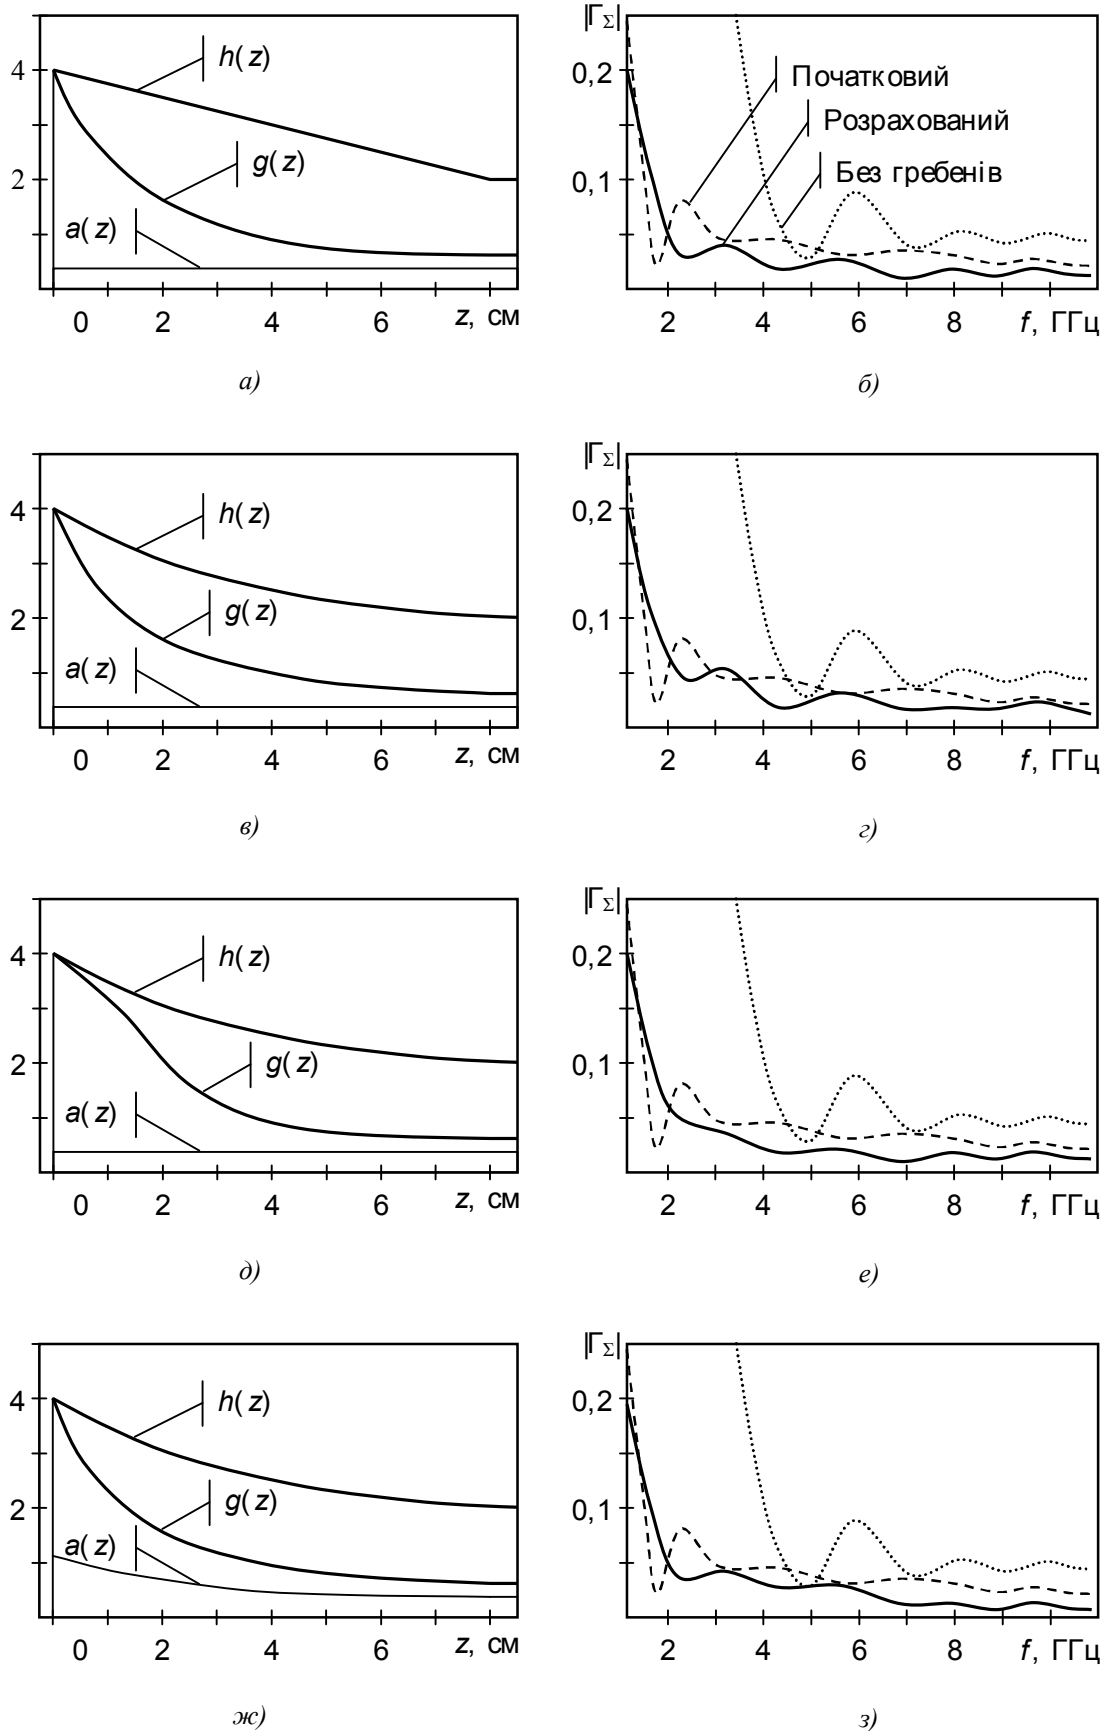 4
2
h(z)
g(z)
a(z)
0 2 4 6 z, см
а)
|Γ_Σ|
0,2
0,1
Початковий
Розрахований
Без гребенів
2 4 6 8 f, ГГц
б)
4
2
h(z)
g(z)
a(z)
0 2 4 6 z, см
в)
|Γ_Σ|
0,2
0,1
2 4 6 8 f, ГГц
г)
4
2
h(z)
g(z)
a(z)
0 2 4 6 z, см
д)
|Γ_Σ|
0,2
0,1
2 4 6 8 f, ГГц
е)
4
2
h(z)
g(z)
a(z)
0 2 4 6 z, см
ж)
|Γ_Σ|
0,2
0,1
2 4 6 8 f, ГГц
з)